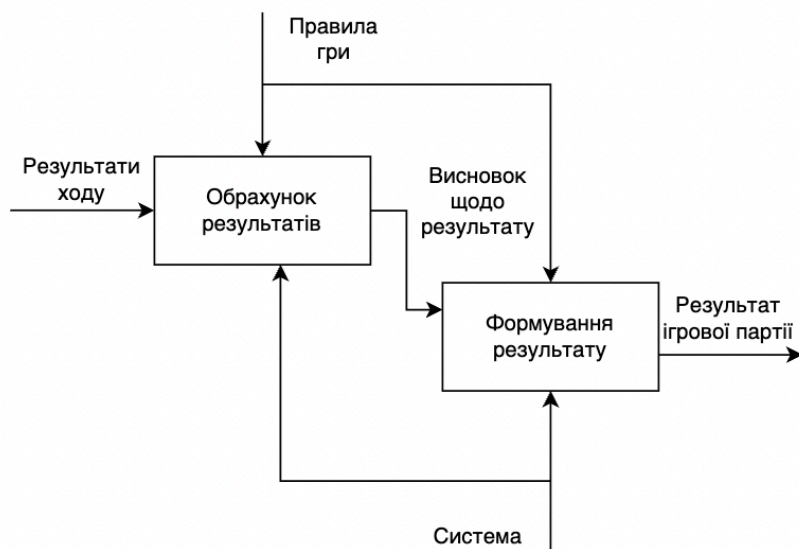 Правила
гри
Результати
ходу
Обрахунок
результатів
Висновок
щодо
результату
Формування
результату
Результат
ігрової партії
Система